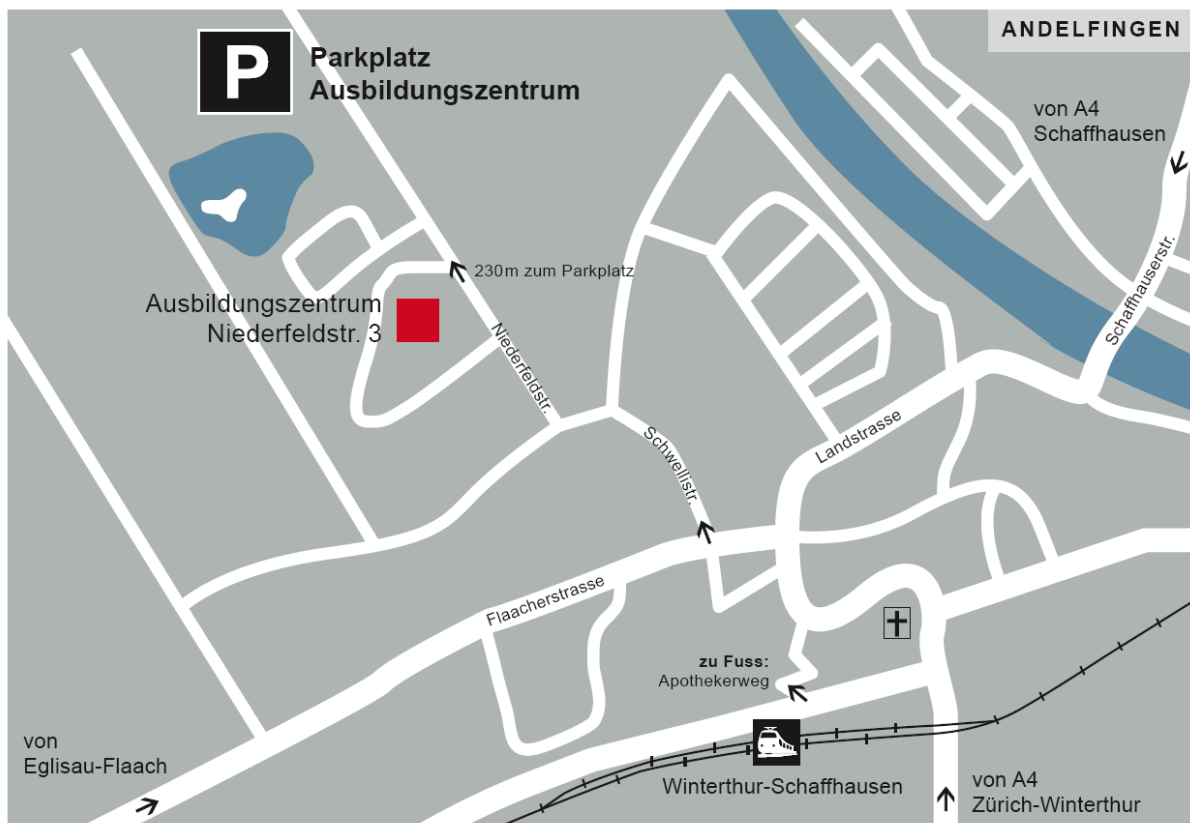 ANDELFINGEN
P
Parkplatz
Ausbildungszentrum
von A4
Schaffhausen
230 m zum Parkplatz
Ausbildungszentrum
Niederfeldstr. 3
Niederfeldstr.
Schaffhauserstr.
Landstrasse
Schwellistr.
Flaacherstrasse
zu Fuss:
Apothekerweg
von
Eglisau-Flaach
Winterthur-Schaffhausen
von A4
Zürich-Winterthur